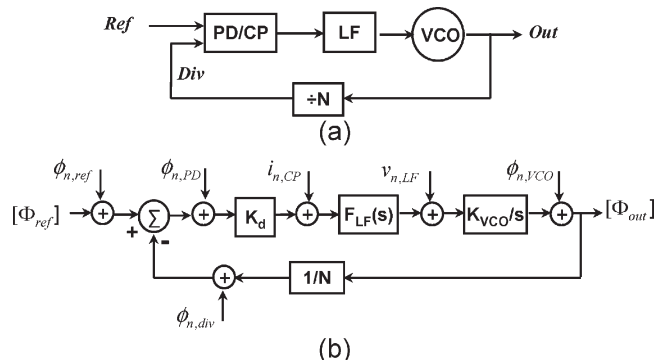 Ref
PD/CP
LF
VCO
Out
Div
÷N
(a)
ϕn,ref
ϕn,PD
in,CP
vn,LF
ϕn,VCO
[Φref]
+
Σ
+
Kd
+
FLF(s)
+
KVCO/s
+
[Φout]
+
-
+
1/N
ϕn,div
(b)